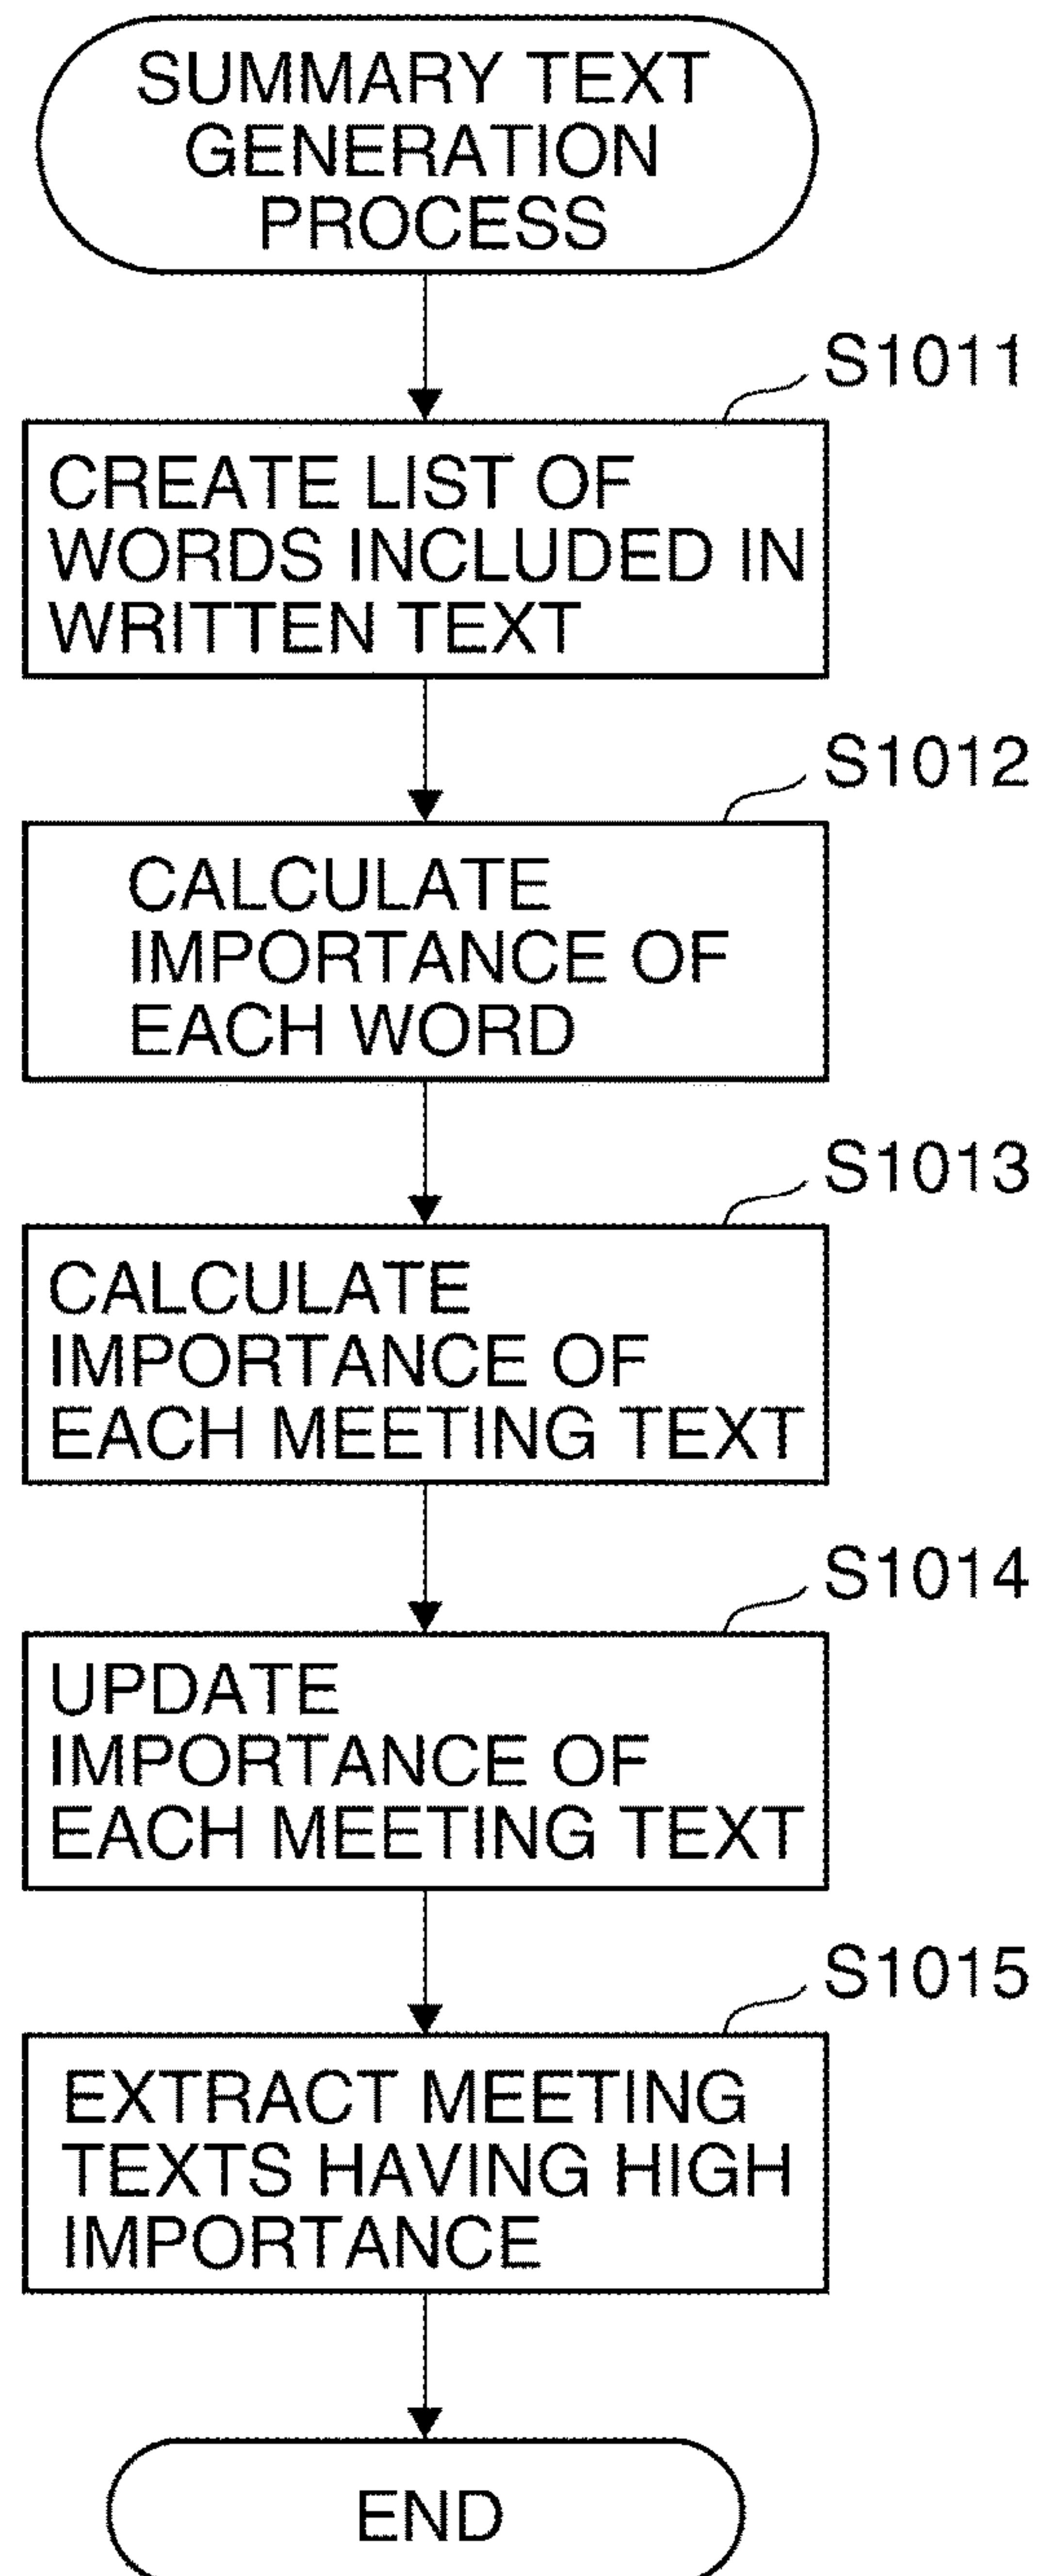 SUMMARY TEXT
GENERATION
PROCESS
S1011
CREATE LIST OF
WORDS INCLUDED IN
WRITTEN TEXT
S1012
CALCULATE
IMPORTANCE OF
EACH WORD
S1013
CALCULATE
IMPORTANCE OF
EACH MEETING TEXT
S1014
UPDATE
IMPORTANCE OF
EACH MEETING TEXT
S1015
EXTRACT MEETING
TEXTS HAVING HIGH
IMPORTANCE
END